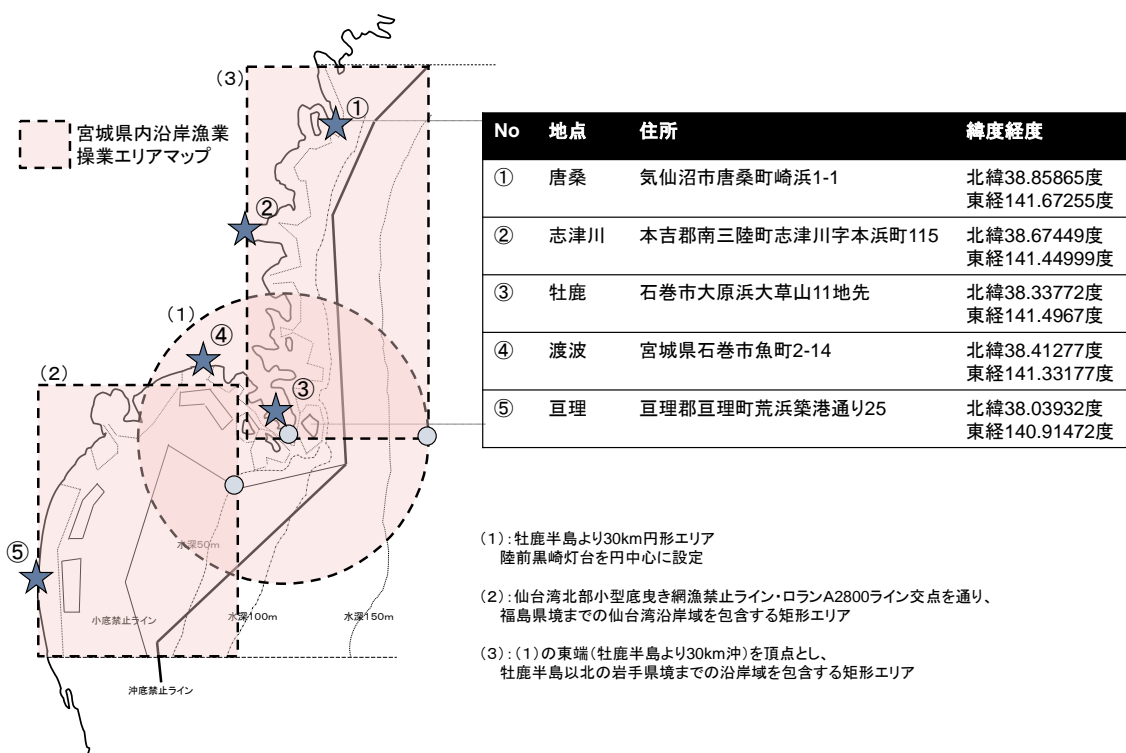 (3)
①
宮城県内沿岸漁業
操業エリアマップ
②
(1)
④
(2)
③
⑤
水深50m
小底禁止ライン
水深100m
水深150m
沖底禁止ライン
No 地点 住所 緯度経度
① 唐桑 気仙沼市唐桑町崎浜1-1 北緯38.85865度
東経141.67255度
② 志津川 本吉郡南三陸町志津川字本浜町115 北緯38.67449度
東経141.44999度
③ 牡鹿 石巻市大原浜大草山11地先 北緯38.33772度
東経141.4967度
④ 渡波 宮城県石巻市魚町2-14 北緯38.41277度
東経141.33177度
⑤ 亘理 亘理郡亘理町荒浜築港通り25 北緯38.03932度
東経140.91472度
(1):牡鹿半島より30km円形エリア
陸前黒崎灯台を円中心に設定
(2):仙台湾北部小型底曳き網漁禁止ライン・ロランA2800ライン交点を通り、
福島県境までの仙台湾沿岸域を包含する矩形エリア
(3):(1)の東端(牡鹿半島より30km沖)を頂点とし、
牡鹿半島以北の岩手県境までの沿岸域を包含する矩形エリア